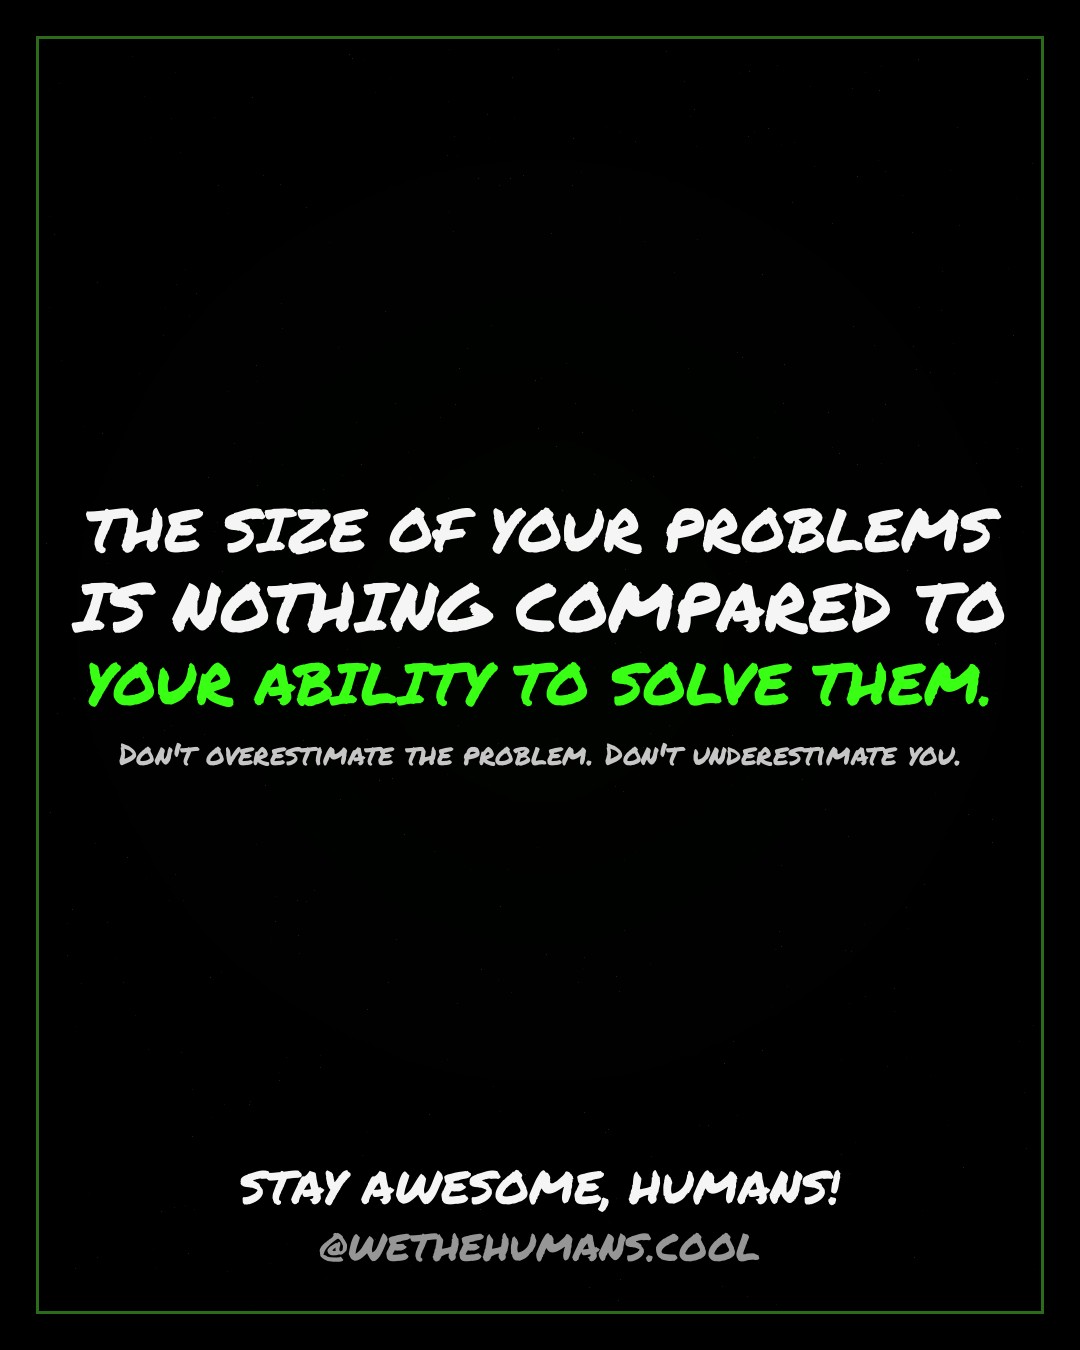 THE SIZE OF YOUR PROBLEMS
IS NOTHING COMPARED TO
YOUR ABILITY TO SOLVE THEM.
Don't overestimate the problem. Don't underestimate you.
STAY AWESOME, HUMANS!
@WETHEHUMANS.COOL